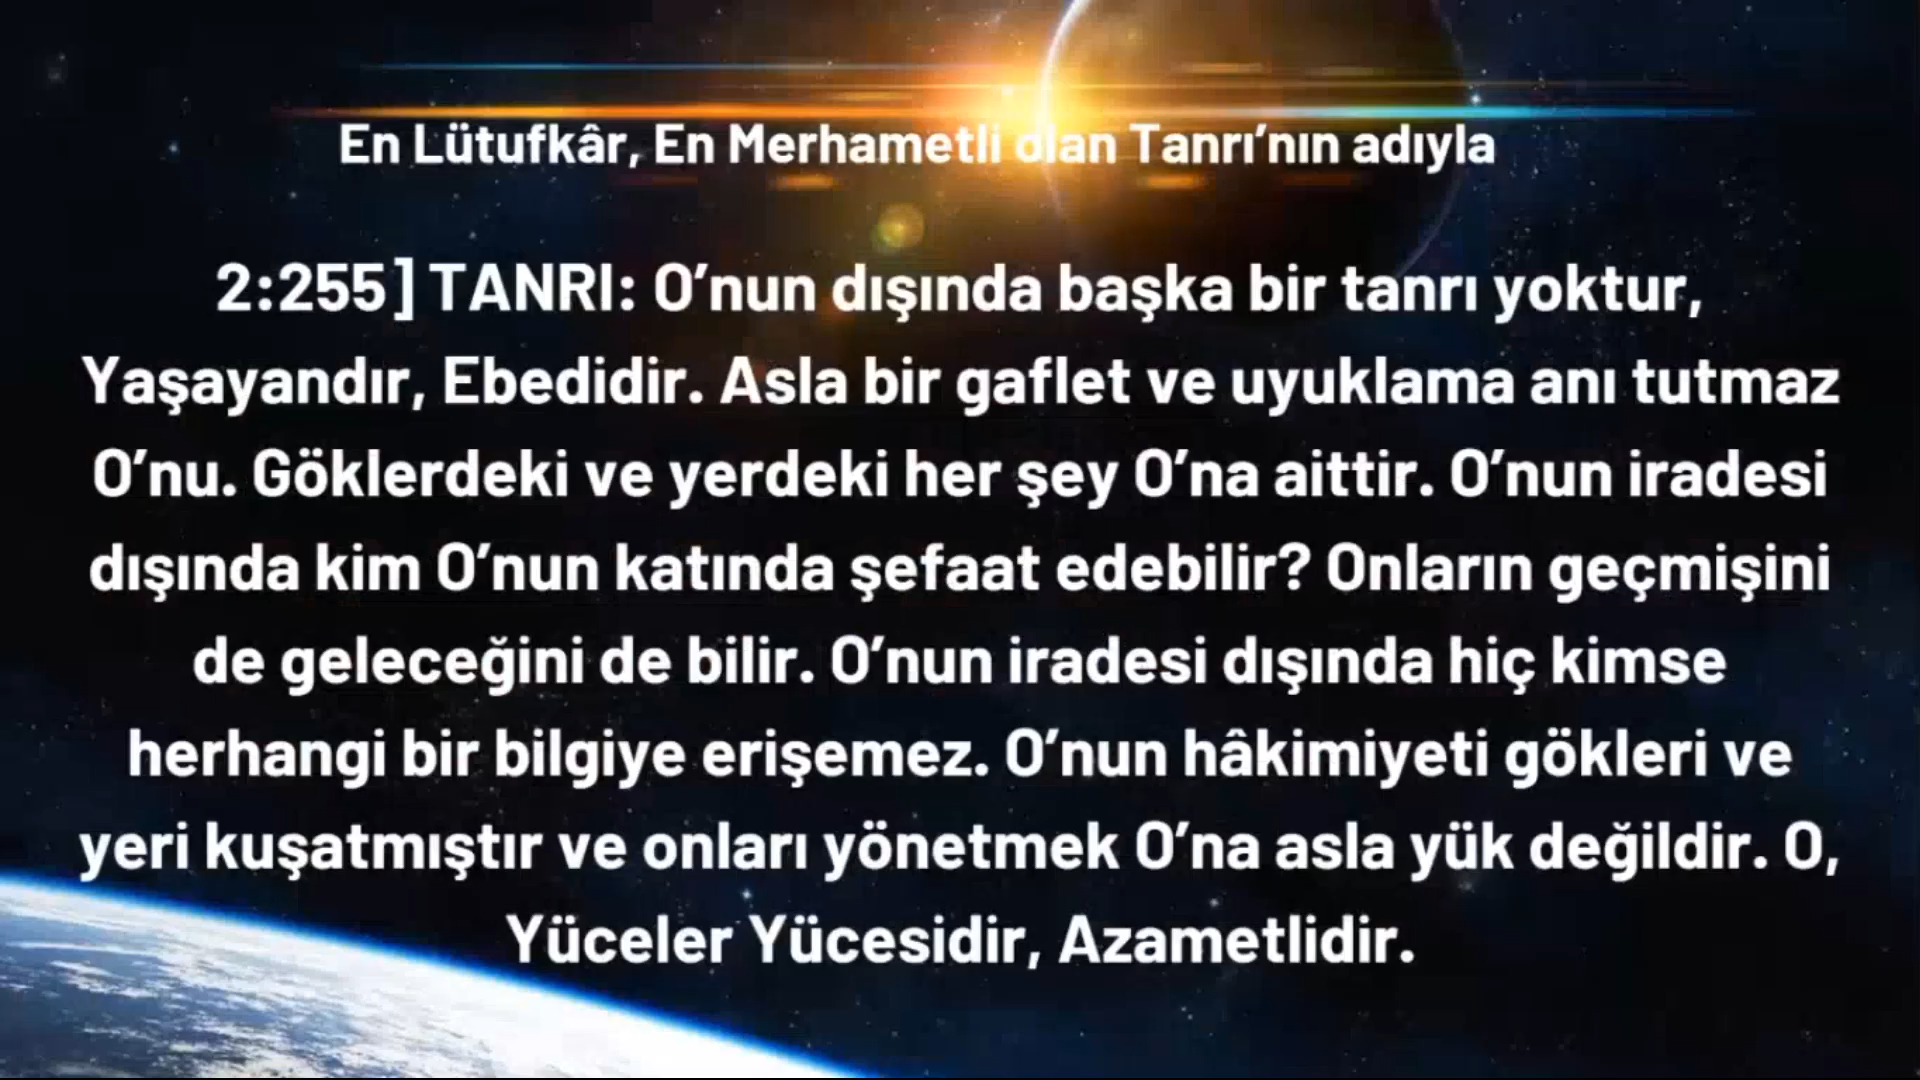 En Lütufkâr, En Merhametli olan Tanrı’nın adıyla
2:255] TANRI: O’nun dışında başka bir tanrı yoktur,
Yaşayandır, Ebedidir. Asla bir gaflet ve uyuklama anı tutmaz
O’nu. Göklerdeki ve yerdeki her şey O’na aittir. O’nun iradesi
dışında kim O’nun katında şefaat edebilir? Onların geçmişini
de geleceğini de bilir. O’nun iradesi dışında hiç kimse
herhangi bir bilgiye erişemez. O’nun hâkimiyeti gökleri ve
yeri kuşatmıştır ve onları yönetmek O’na asla yük değildir. O,
Yüceler Yücesidir, Azametlidir.